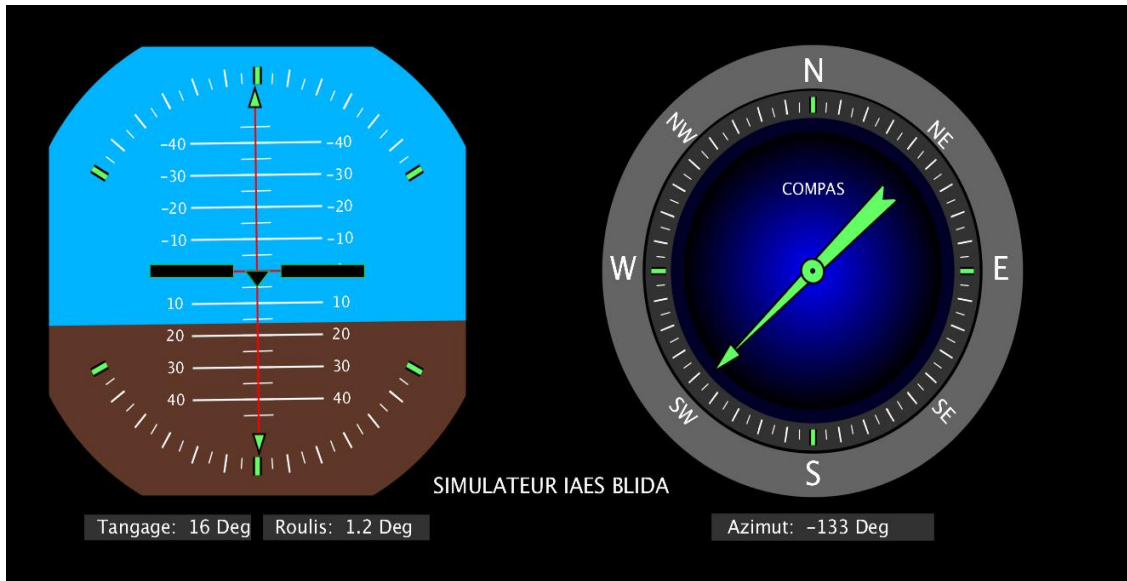 -40 -40
-30 -30
-20 -20
-10 -10
10 10
20 20
30 30
40 40
N
NW NE
COMPAS
W E
SW SE
S
SIMULATEUR IAES BLIDA
Tangage: 16 Deg Roulis: 1.2 Deg Azimut: -133 Deg